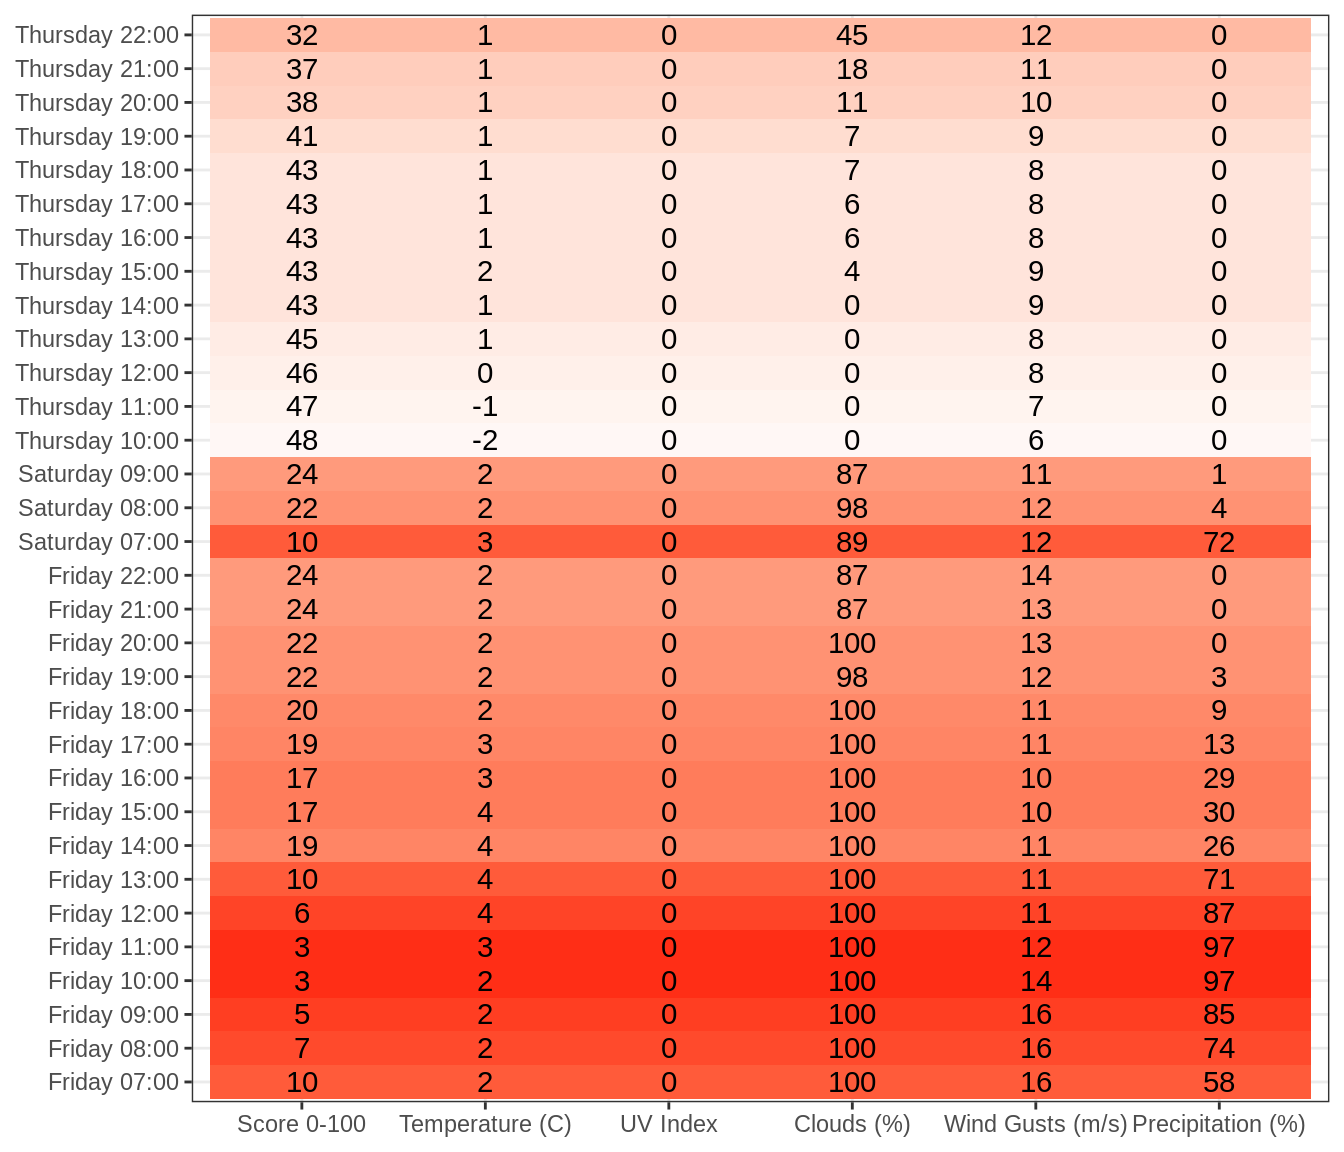 Thursday 22:00 32 1 0 45 12 0
Thursday 21:00 37 1 0 18 11 0
Thursday 20:00 38 1 0 11 10 0
Thursday 19:00 41 1 0 7 9 0
Thursday 18:00 43 1 0 7 8 0
Thursday 17:00 43 1 0 6 8 0
Thursday 16:00 43 1 0 6 8 0
Thursday 15:00 43 2 0 4 9 0
Thursday 14:00 43 1 0 0 9 0
Thursday 13:00 45 1 0 0 8 0
Thursday 12:00 46 0 0 0 8 0
Thursday 11:00 47 -1 0 0 7 0
Thursday 10:00 48 -2 0 0 6 0
Saturday 09:00 24 2 0 87 11 1
Saturday 08:00 22 2 0 98 12 4
Saturday 07:00 10 3 0 89 12 72
Friday 22:00 24 2 0 87 14 0
Friday 21:00 24 2 0 87 13 0
Friday 20:00 22 2 0 100 13 0
Friday 19:00 22 2 0 98 12 3
Friday 18:00 20 2 0 100 11 9
Friday 17:00 19 3 0 100 11 13
Friday 16:00 17 3 0 100 10 29
Friday 15:00 17 4 0 100 10 30
Friday 14:00 19 4 0 100 11 26
Friday 13:00 10 4 0 100 11 71
Friday 12:00 6 4 0 100 11 87
Friday 11:00 3 3 0 100 12 97
Friday 10:00 3 2 0 100 14 97
Friday 09:00 5 2 0 100 16 85
Friday 08:00 7 2 0 100 16 74
Friday 07:00 10 2 0 100 16 58
Score 0-100 Temperature (C) UV Index Clouds (%) Wind Gusts (m/s) Precipitation (%)